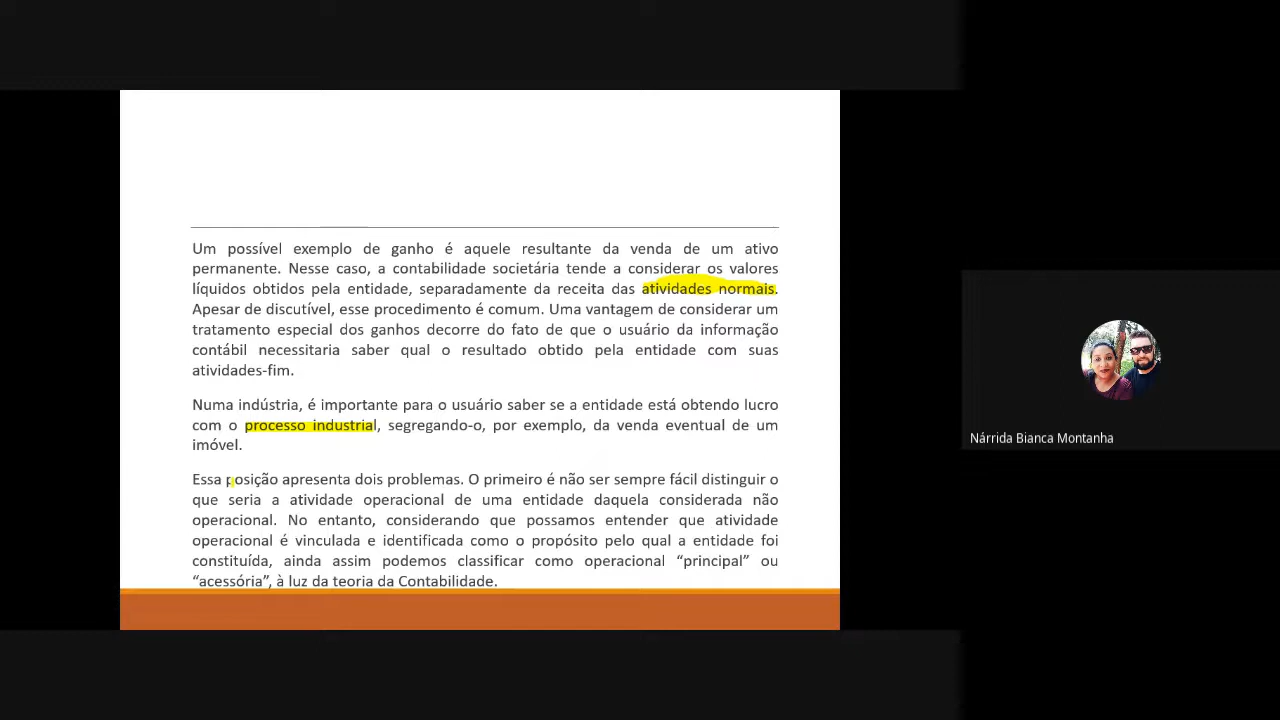 Um possível exemplo de ganho é aquele resultante da venda de um ativo
permanente. Nesse caso, a contabilidade societária tende a considerar os valores
líquidos obtidos pela entidade, separadamente da receita das atividades normais.
Apesar de discutível, esse procedimento é comum. Uma vantagem de considerar um
tratamento especial dos ganhos decorre do fato de que o usuário da informação
contábil necessitaria saber qual o resultado obtido pela entidade com suas
atividades-fim.
Numa indústria, é importante para o usuário saber se a entidade está obtendo lucro
com o processo industrial, segregando-o, por exemplo, da venda eventual de um
imóvel.
Essa posição apresenta dois problemas. O primeiro é não ser sempre fácil distinguir o
que seria a atividade operacional de uma entidade daquela considerada não
operacional. No entanto, considerando que possamos entender que atividade
operacional é vinculada e identificada como o propósito pelo qual a entidade foi
constituída, ainda assim podemos classificar como operacional “principal” ou
“acessória”, à luz da teoria da Contabilidade.
Nárrida Bianca Montanha